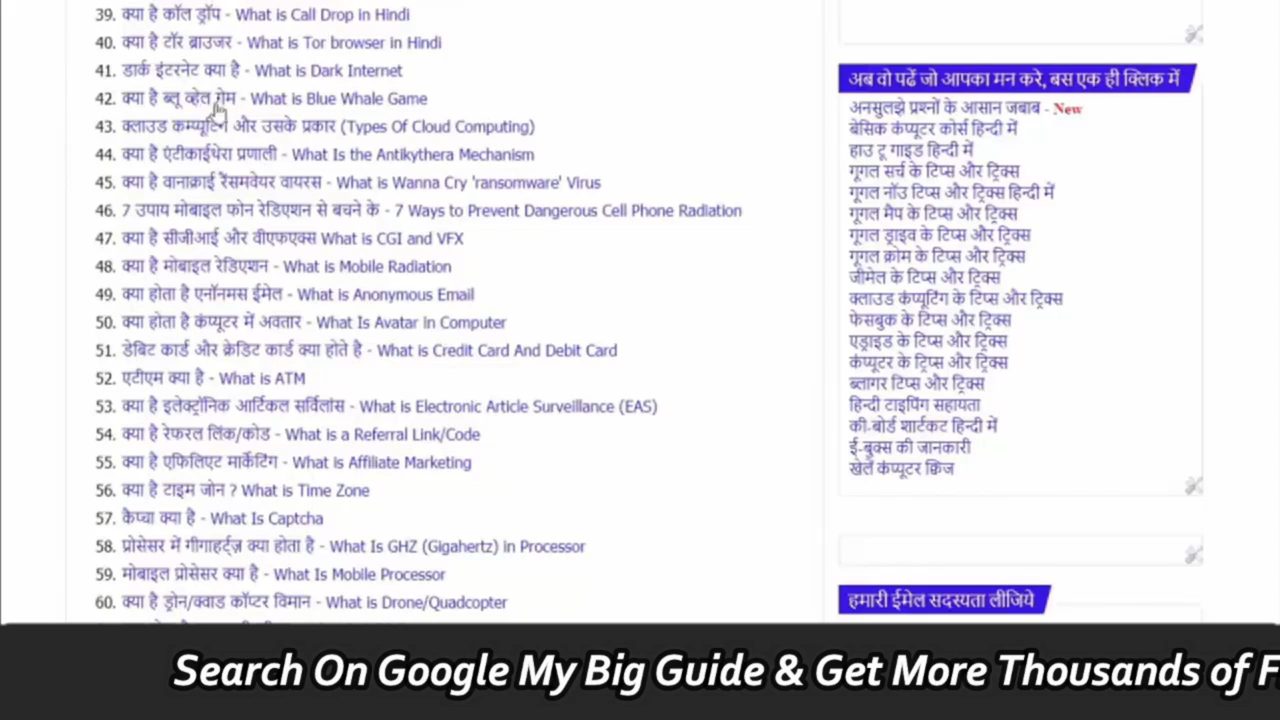 39. क्या है कॉल ड्रॉप - What is Call Drop in Hindi
40. क्या है टॉर ब्राउजर - What is Tor browser in Hindi
41. डार्क इंटरनेट क्या है - What is Dark Internet
42. क्या है ब्लू व्हेल गेम - What is Blue Whale Game
43. क्लाउड कम्प्यूटिंग और उसके प्रकार (Types Of Cloud Computing)
44. क्या है एंटीकाईथेरा प्रणाली - What Is the Antikythera Mechanism
45. क्या है वानाक्राई रैंसमवेयर वायरस - What is Wanna Cry 'ransomware' Virus
46. 7 उपाय मोबाइल फोन रेडिएशन से बचने के - 7 Ways to Prevent Dangerous Cell Phone Radiation
47. क्या है सीजीआई और वीएफएक्स What is CGI and VFX
48. क्या है मोबाइल रेडिएशन - What is Mobile Radiation
49. क्या होता है एनॉनमस ईमेल - What is Anonymous Email
50. क्या होता है कंप्यूटर में अवतार - What Is Avatar in Computer
51. डेबिट कार्ड और क्रेडिट कार्ड क्या होते है - What is Credit Card And Debit Card
52. एटीएम क्या है - What is ATM
53. क्या है इलेक्ट्रॉनिक आर्टिकल सर्विलांस - What is Electronic Article Surveillance (EAS)
54. क्या है रेफरल लिंक/कोड - What is a Referral Link/Code
55. क्या है एफिलिएट मार्केटिंग - What is Affiliate Marketing
56. क्या है टाइम जोन ? What is Time Zone
57. कैप्चा क्या है - What Is Captcha
58. प्रोसेसर में गीगाहर्ट्ज़ क्या होता है - What Is GHZ (Gigahertz) in Processor
59. मोबाइल प्रोसेसर क्या है - What Is Mobile Processor
60. क्या है ड्रोन/क्वाड कॉप्टर विमान - What is Drone/Quadcopter
अब वो पढें जो आपका मन करे, बस एक ही क्लिक में
अनसुलझे प्रश्नों के आसान जबाब - New
बेसिक कंप्यूटर कोर्स हिन्दी में
हाउ टू गाइड हिन्दी में
गूगल सर्च के टिप्स और ट्रिक्स
गूगल नॉउ टिप्स और ट्रिक्स हिन्दी में
गूगल मैप के टिप्स और ट्रिक्स
गूगल ड्राइव के टिप्स और ट्रिक्स
गूगल क्रोम के टिप्स और ट्रिक्स
जीमेल के टिप्स और ट्रिक्स
क्लाउड कंप्यूटिंग के टिप्स और ट्रिक्स
फेसबुक के टिप्स और ट्रिक्स
एड्राइड के टिप्स और ट्रिक्स
कंप्यूटर के ट्रिप्स और ट्रिक्स
ब्लागर टिप्स और ट्रिक्स
हिन्दी टाइपिंग सहायता
की-बोर्ड शार्टकट हिन्दी में
ई-बुक्स की जानकारी
खेलें कंप्यूटर क्विज
हमारी ईमेल सदस्यता लीजिये
Search On Google My Big Guide & Get More Thousands of F